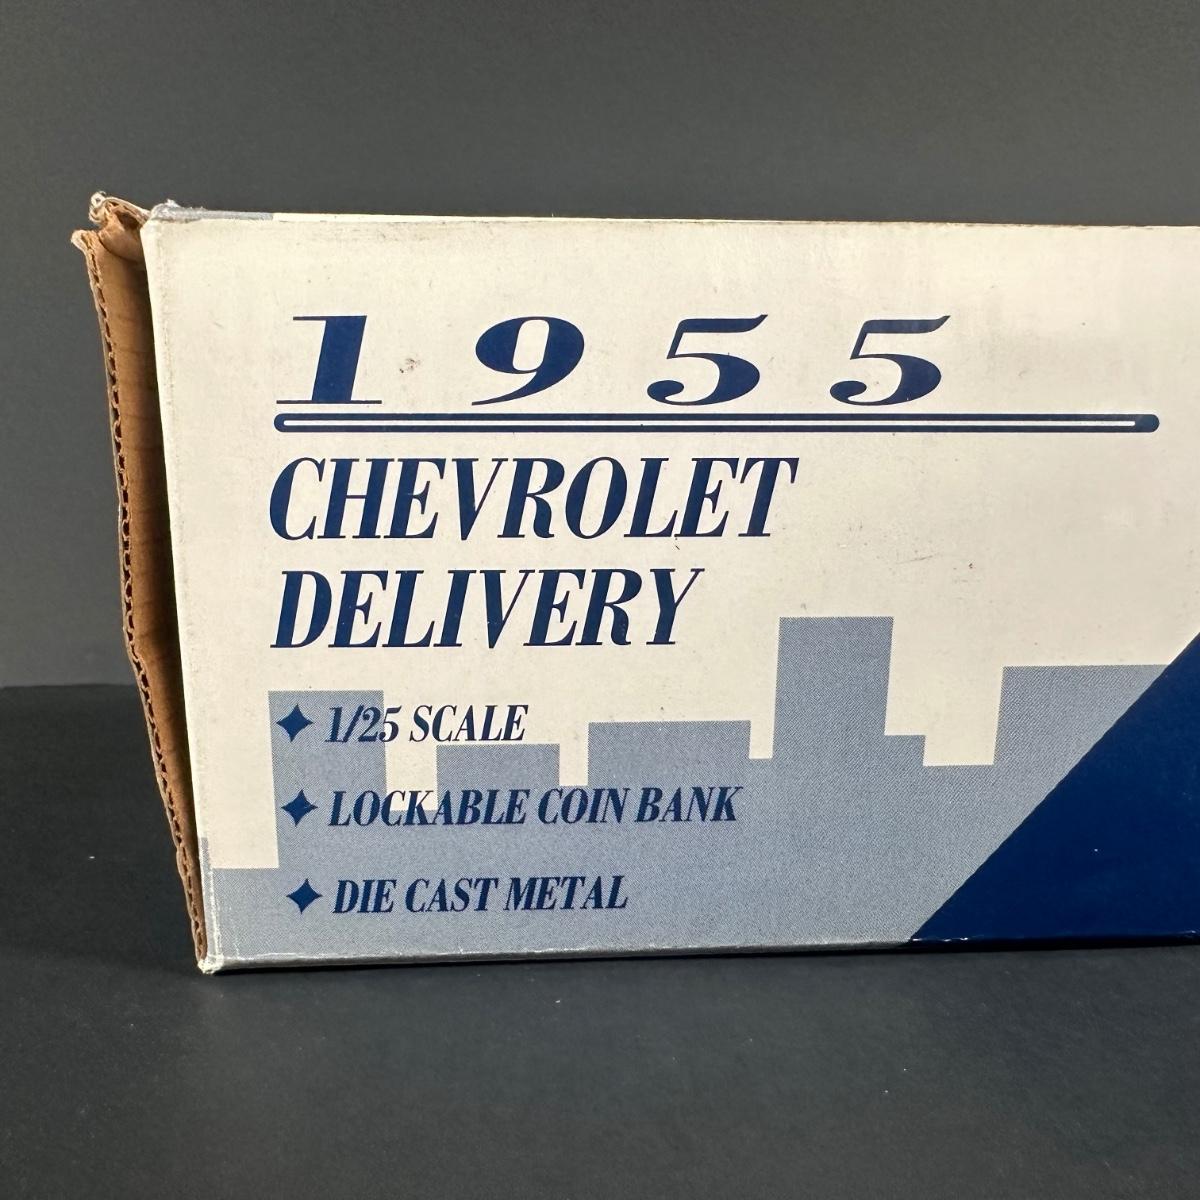 1955
CHEVROLET
DELIVERY
1/25 SCALE
LOCKABLE COIN BANK
DIE CAST METAL